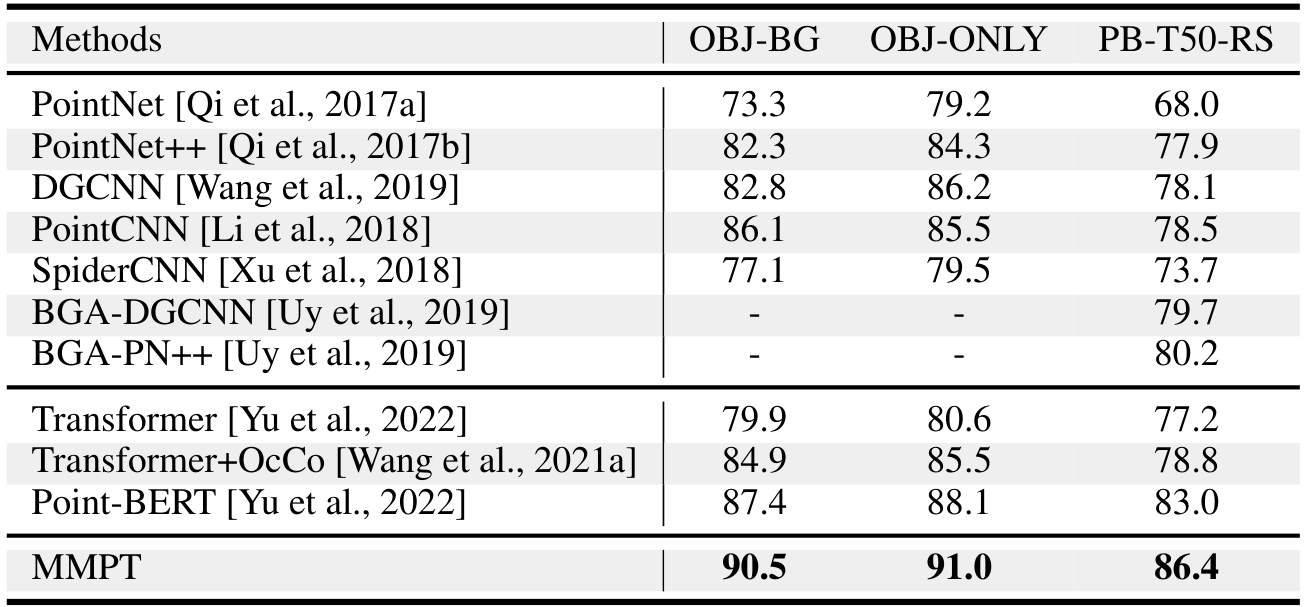 Methods OBJ-BG OBJ-ONLY PB-T50-RS
PointNet [Qi et al., 2017a] 73.3 79.2 68.0
PointNet++ [Qi et al., 2017b] 82.3 84.3 77.9
DGCNN [Wang et al., 2019] 82.8 86.2 78.1
PointCNN [Li et al., 2018] 86.1 85.5 78.5
SpiderCNN [Xu et al., 2018] 77.1 79.5 73.7
BGA-DGCNN [Uy et al., 2019] - - 79.7
BGA-PN++ [Uy et al., 2019] - - 80.2
Transformer [Yu et al., 2022] 79.9 80.6 77.2
Transformer+OcCo [Wang et al., 2021a] 84.9 85.5 78.8
Point-BERT [Yu et al., 2022] 87.4 88.1 83.0
MMPT 90.5 91.0 86.4